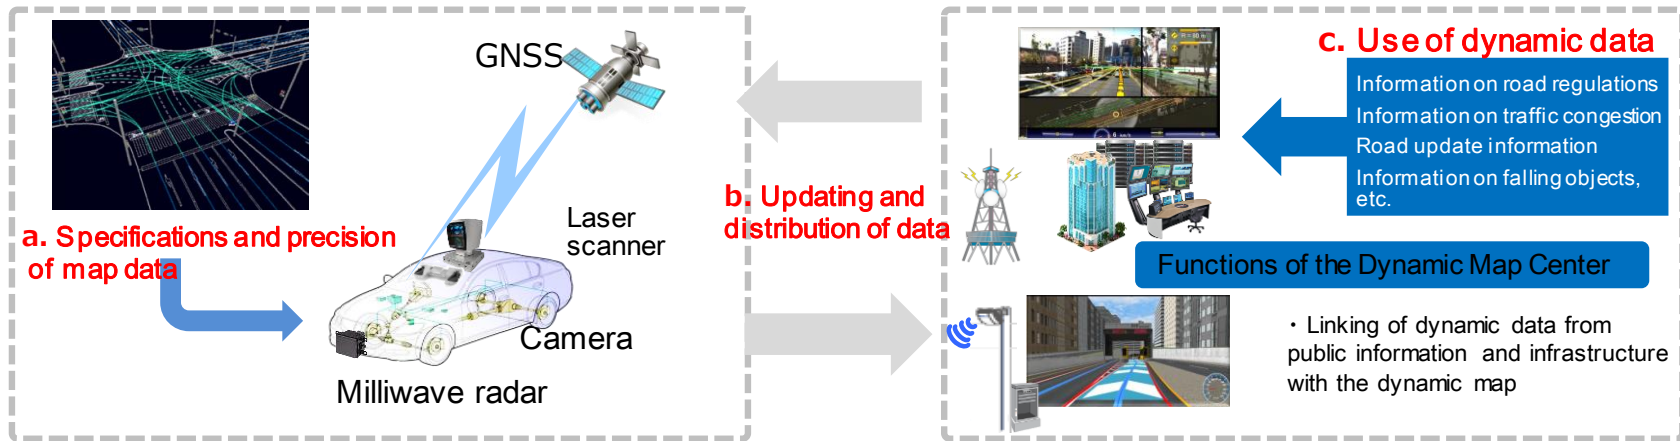 GNSS
Laser
scanner
a. Specifications and precision
of map data
Camera
Milliwave radar
b. Updating and
distribution of data
c. Use of dynamic data
Information on road regulations
Information on traffic congestion
Road update information
Information on falling objects,
etc.
Functions of the Dynamic Map Center
・Linking of dynamic data from
public information and infrastructure
with the dynamic map